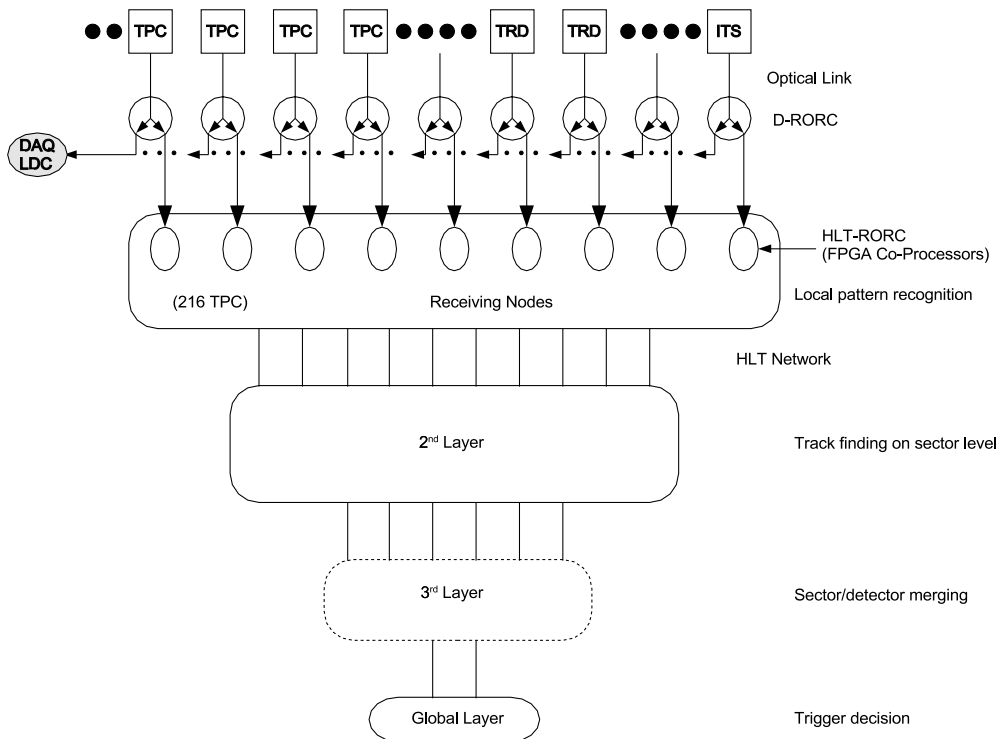 TPC TPC TPC TPC TRD TRD ITS
Optical Link
D-RORC
DAQ
LDC
HLT-RORC
(FPGA Co-Processors)
(216 TPC) Receiving Nodes
Local pattern recognition
HLT Network
2nd Layer
Track finding on sector level
3rd Layer
Sector/detector merging
Global Layer
Trigger decision